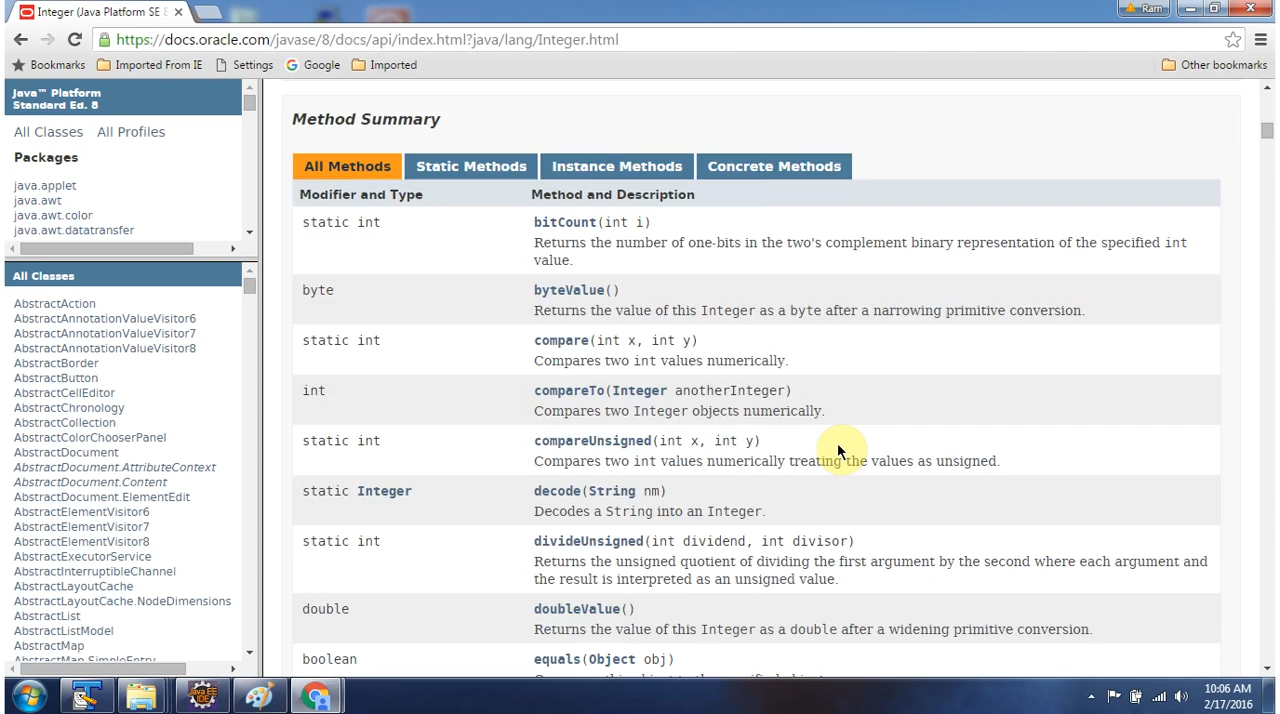 Integer (Java Platform SE 8
Ram
https://docs.oracle.com/javase/8/docs/api/index.html?java/lang/Integer.html
Bookmarks Imported From IE Settings Google Imported Other bookmarks
Java™ Platform
Standard Ed. 8
All Classes All Profiles
Packages
java.applet
java.awt
java.awt.color
java.awt.datatransfer
All Classes
AbstractAction
AbstractAnnotationValueVisitor6
AbstractAnnotationValueVisitor7
AbstractAnnotationValueVisitor8
AbstractBorder
AbstractButton
AbstractCellEditor
AbstractChronology
AbstractCollection
AbstractColorChooserPanel
AbstractDocument
AbstractDocument.AttributeContext
AbstractDocument.Content
AbstractDocument.ElementEdit
AbstractElementVisitor6
AbstractElementVisitor7
AbstractElementVisitor8
AbstractExecutorService
AbstractInterruptibleChannel
AbstractLayoutCache
AbstractLayoutCache.NodeDimensions
AbstractList
AbstractListModel
AbstractMap
AbstractMap.SimpleEntry
Method Summary
All Methods Static Methods Instance Methods Concrete Methods
Modifier and Type Method and Description
static int bitCount(int i)
Returns the number of one-bits in the two's complement binary representation of the specified int
value.
byte byteValue()
Returns the value of this Integer as a byte after a narrowing primitive conversion.
static int compare(int x, int y)
Compares two int values numerically.
int compareTo(Integer anotherInteger)
Compares two Integer objects numerically.
static int compareUnsigned(int x, int y)
Compares two int values numerically treating the values as unsigned.
static Integer decode(String nm)
Decodes a String into an Integer.
static int divideUnsigned(int dividend, int divisor)
Returns the unsigned quotient of dividing the first argument by the second where each argument and
the result is interpreted as an unsigned value.
double doubleValue()
Returns the value of this Integer as a double after a widening primitive conversion.
boolean equals(Object obj)
Java EE
IDE
10:06 AM
2/17/2016